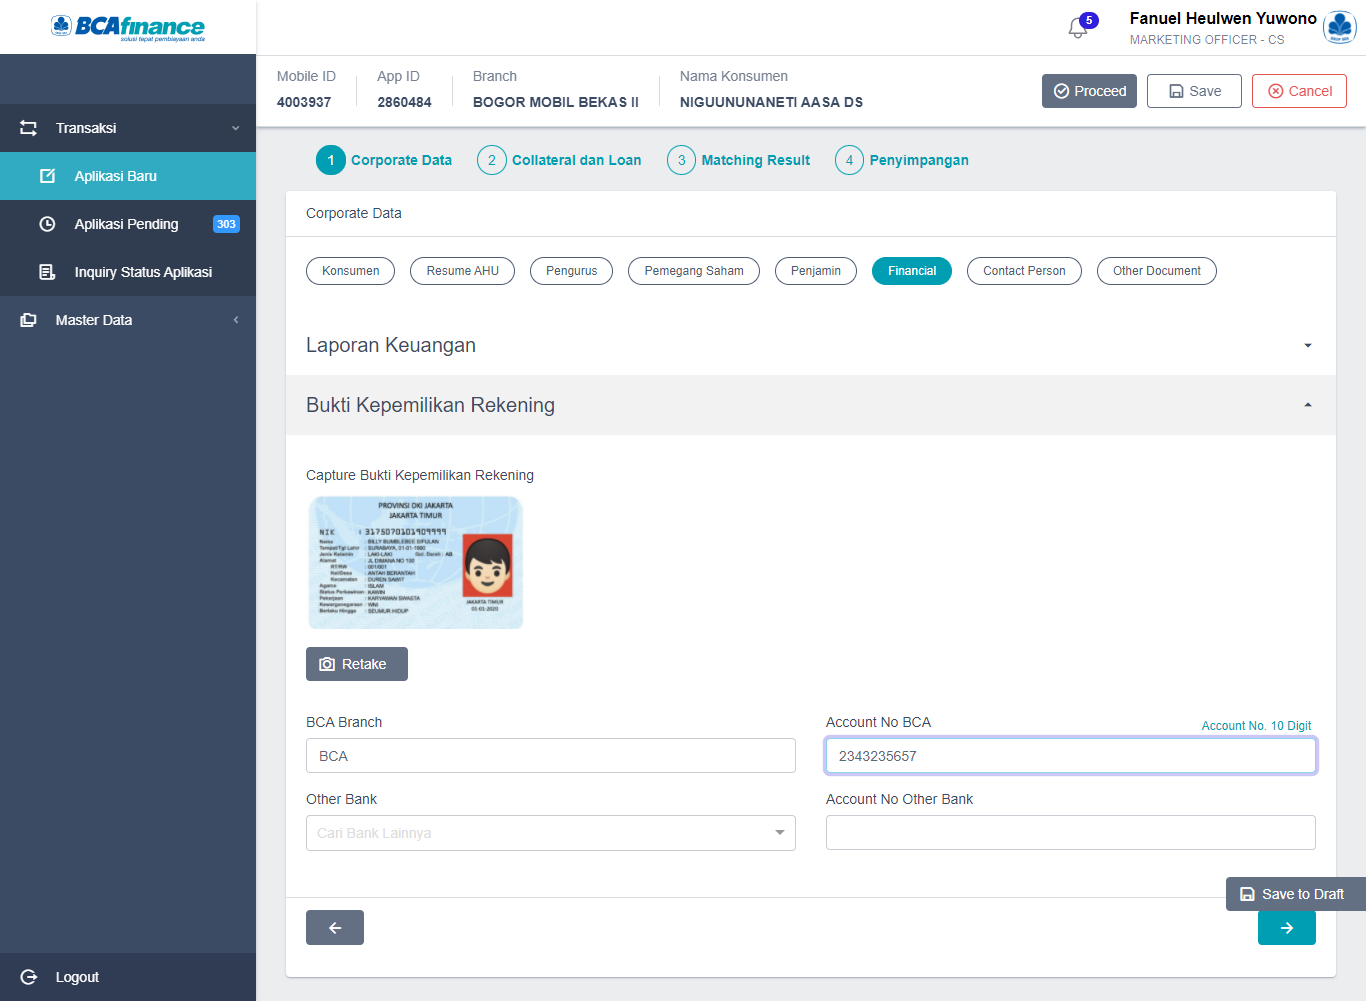 BCAfinance
solusi tepat pembiayaan anda
5
Fanuel Heulwen Yuwono
MARKETING OFFICER - CS
Mobile ID
4003937
App ID
2860484
Branch
BOGOR MOBIL BEKAS II
Nama Konsumen
NIGUUNUNANETI AASA DS
Proceed
Save
Cancel
Transaksi
Aplikasi Baru
Aplikasi Pending
303
Inquiry Status Aplikasi
Master Data
Logout
1 Corporate Data
2 Collateral dan Loan
3 Matching Result
4 Penyimpangan
Corporate Data
Konsumen
Resume AHU
Pengurus
Pemegang Saham
Penjamin
Financial
Contact Person
Other Document
Laporan Keuangan
Bukti Kepemilikan Rekening
Capture Bukti Kepemilikan Rekening
PROVINSI DKI JAKARTA
JAKARTA TIMUR
NIK : 3175070101909999
Nama : BILLY BUMBLEBEE SIFULAN
Tempat/Tgl Lahir : SURABAYA, 01-01-1990
Jenis Kelamin : LAKI-LAKI Gol. Darah : AB
Alamat : JL DIMANA NO 100
RT/RW : 001/001
Kel/Desa : ANTAH BERANTAH
Kecamatan : DUREN SAWIT
Agama : ISLAM
Status Perkawinan : KAWIN
Pekerjaan : KARYAWAN SWASTA
Kewarganegaraan : WNI
Berlaku Hingga : SEUMUR HIDUP
JAKARTA TIMUR
01-01-2020
Retake
BCA Branch
BCA
Account No BCA
Account No. 10 Digit
2343235657
Other Bank
Cari Bank Lainnya
Account No Other Bank
Save to Draft